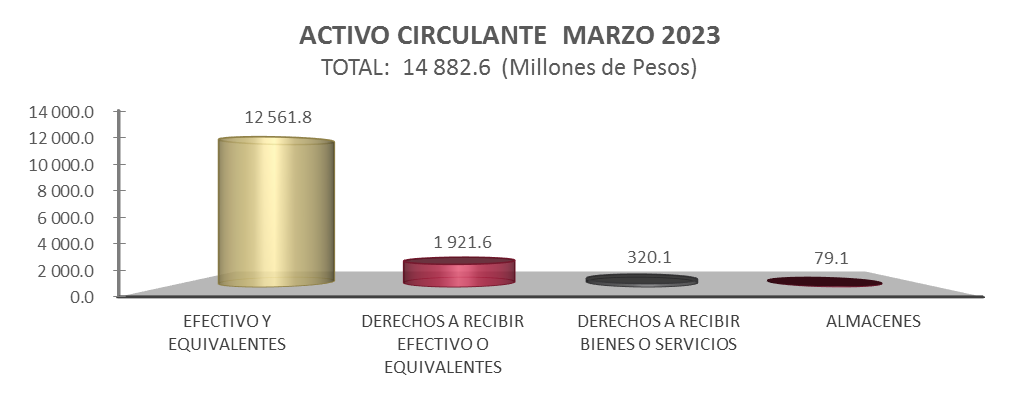 ACTIVO CIRCULANTE MARZO 2023
TOTAL: 14 882.6 (Millones de Pesos)
14 000.0
12 000.0
10 000.0
8 000.0
6 000.0
4 000.0
2 000.0
0.0
12 561.8
1 921.6
320.1
79.1
EFECTIVO Y
EQUIVALENTES
DERECHOS A RECIBIR
EFECTIVO O
EQUIVALENTES
DERECHOS A RECIBIR
BIENES O SERVICIOS
ALMACENES